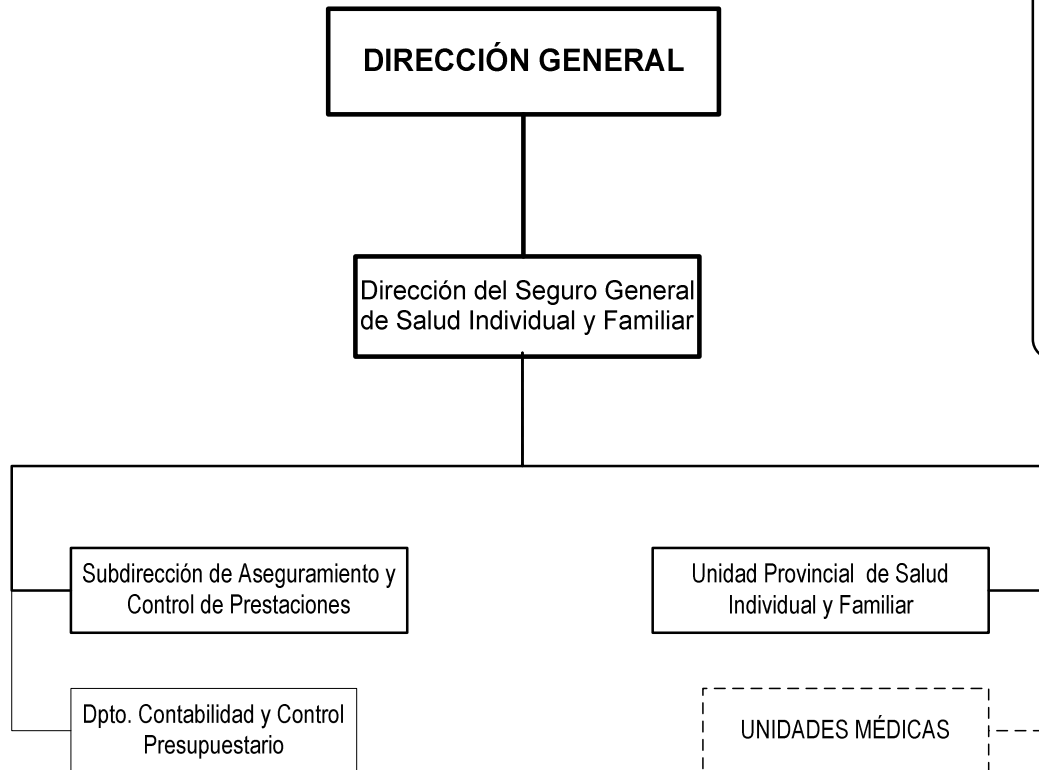 DIRECCIÓN GENERAL
Dirección del Seguro General
de Salud Individual y Familiar
Subdirección de Aseguramiento y
Control de Prestaciones
Unidad Provincial de Salud
Individual y Familiar
Dpto. Contabilidad y Control
Presupuestario
UNIDADES MÉDICAS